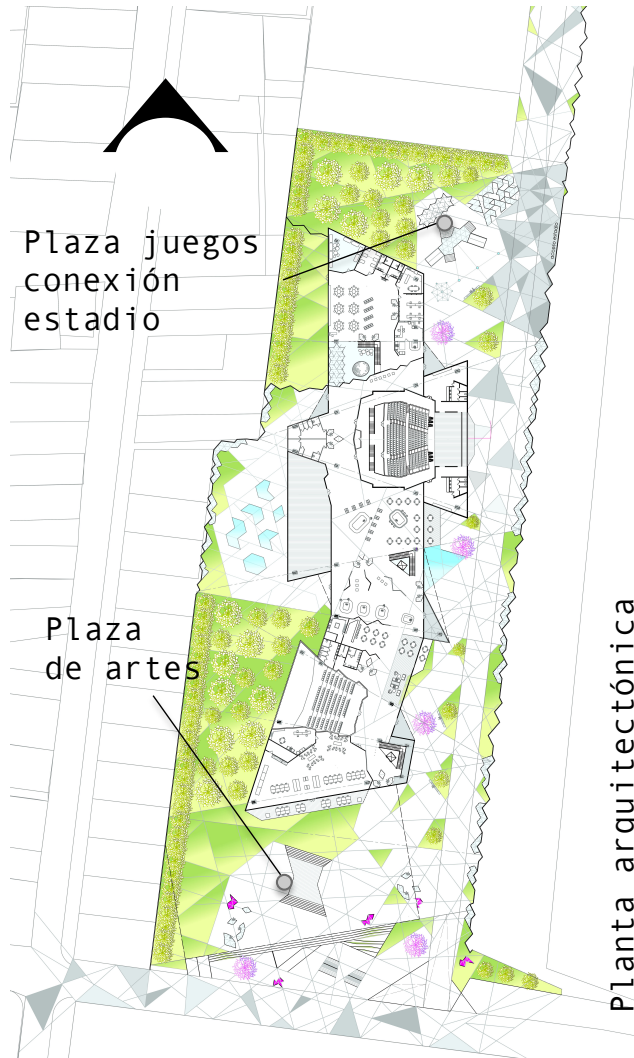 Plaza juegos
conexión
estadio
Plaza
de artes
Planta arquitectónica